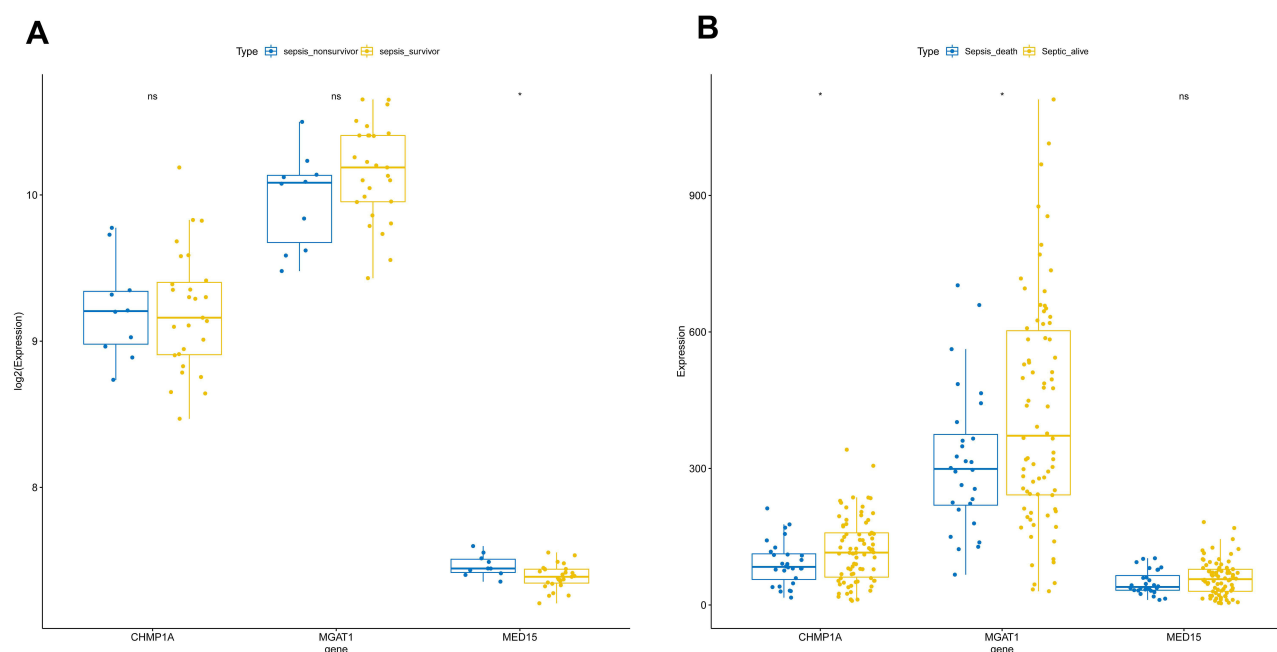 A
Type sepsis_nonsurvivor sepsis_survivor
ns ns *
10
9
8
log2(Expression)
CHMP1A MGAT1 MED15
gene
B
Type Sepsis_death Septic_alive
* * ns
900
600
300
0
Expression
CHMP1A MGAT1 MED15
gene